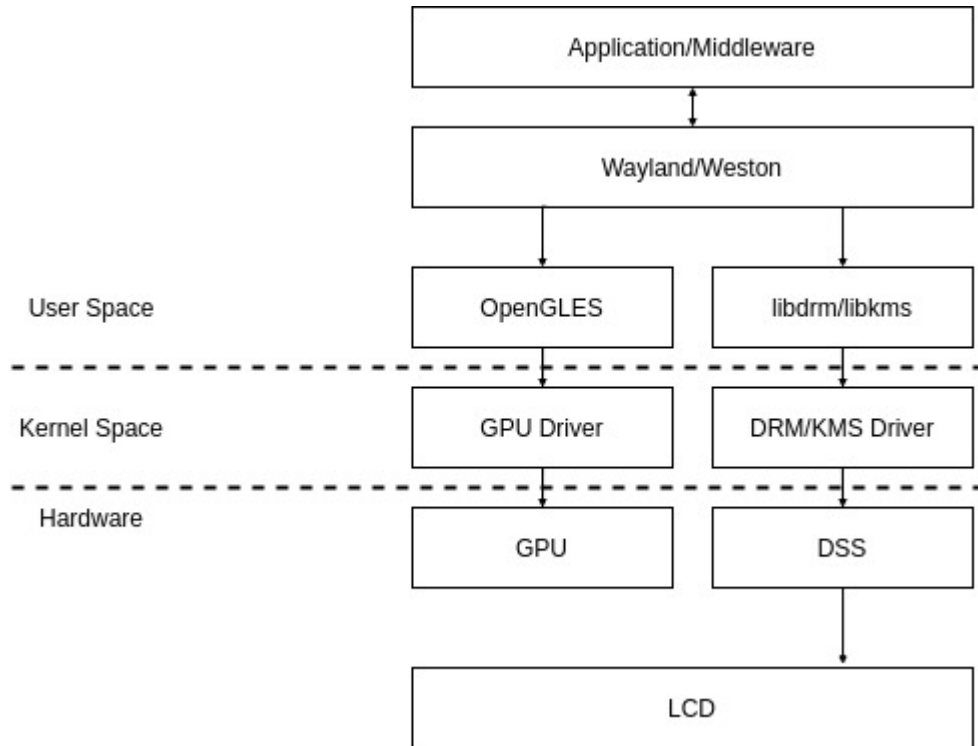 Application/Middleware
Wayland/Weston
User Space
OpenGLES
libdrm/libkms
Kernel Space
GPU Driver
DRM/KMS Driver
Hardware
GPU
DSS
LCD